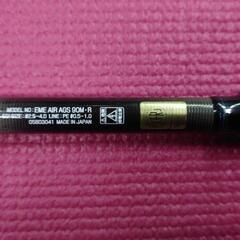 MODEL NO: EME AIR AGS 90M・R
EGI SIZE: #2.5-4.0 LINE: PE #0.5-1.0
05803041 MADE IN JAPAN